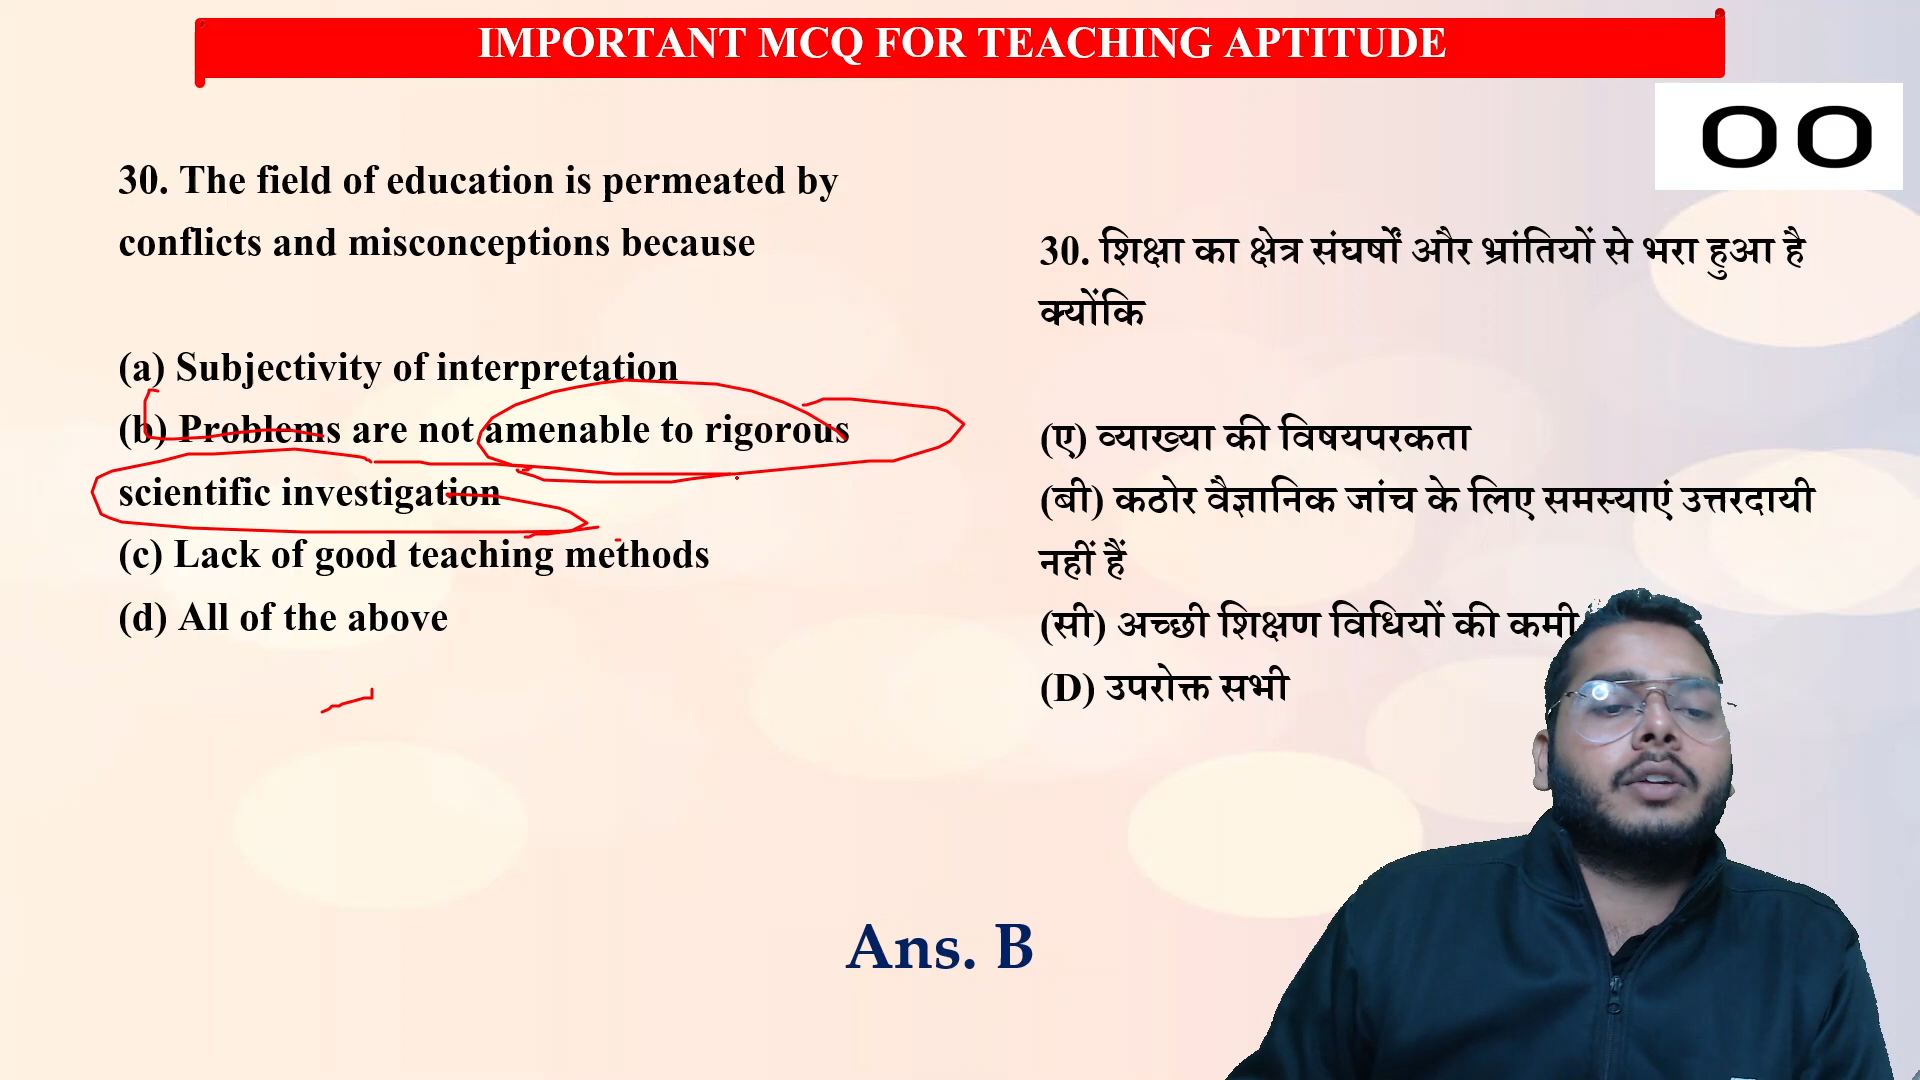 IMPORTANT MCQ FOR TEACHING APTITUDE
00
30. The field of education is permeated by
conflicts and misconceptions because
(a) Subjectivity of interpretation
(b) Problems are not amenable to rigorous
scientific investigation
(c) Lack of good teaching methods
(d) All of the above
30. शिक्षा का क्षेत्र संघर्षों और भ्रांतियों से भरा हुआ है
क्योंकि
(ए) व्याख्या की विषयपरकता
(बी) कठोर वैज्ञानिक जांच के लिए समस्याएं उत्तरदायी
नहीं हैं
(सी) अच्छी शिक्षण विधियों की कमी
(D) उपरोक्त सभी
Ans. B